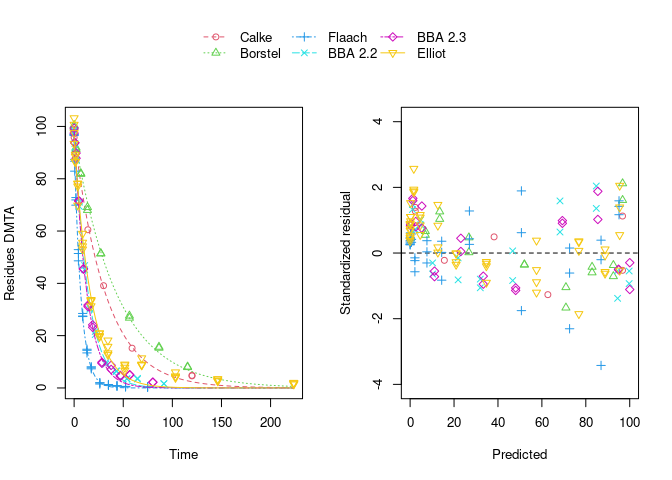 Calke Flaach BBA 2.3
Borstel BBA 2.2 Elliot
Residues DMTA
100
80
60
40
20
0
0 50 100 150 200
Time
Standardized residual
4
2
0
-2
-4
0 20 40 60 80 100
Predicted